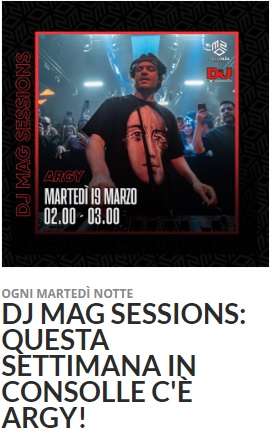 DJ MAG SESSIONS
DJ
ARGY
MARTEDÌ 19 MARZO
02.00 - 03.00
OGNI MARTEDÌ NOTTE
DJ MAG SESSIONS:
QUESTA
SETTIMANA IN
CONSOLLE C'È
ARGY!